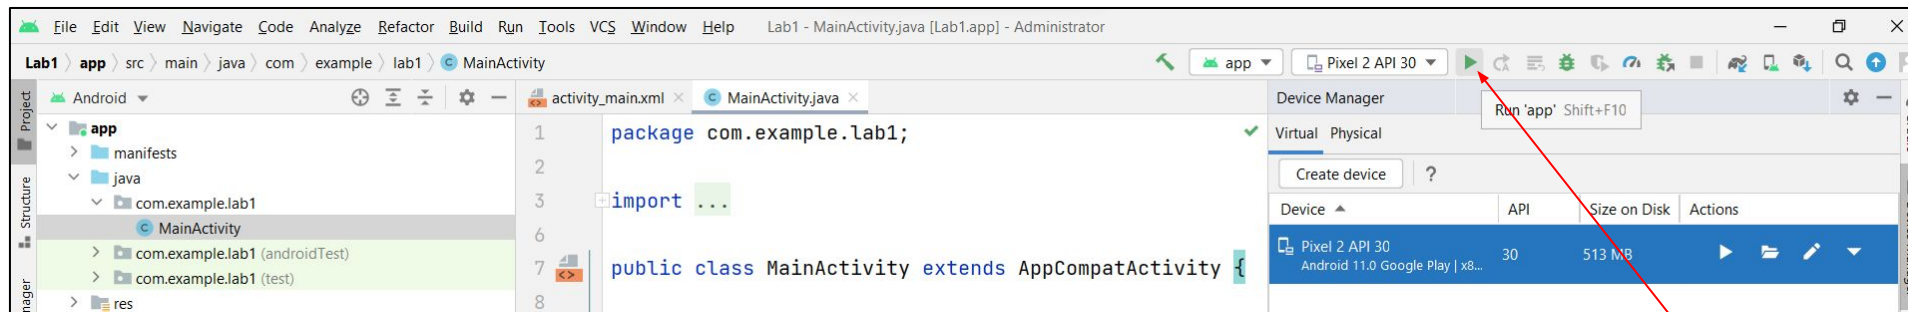 File Edit View Navigate Code Analyze Refactor Build Run Tools VCS Window Help Lab1 - MainActivity.java [Lab1.app] - Administrator
Lab1 app src main java com example lab1 MainActivity app Pixel 2 API 30
Project
Android
activity_main.xml MainActivity.java
Device Manager
Run 'app' Shift+F10
app
manifests
java
com.example.lab1
MainActivity
com.example.lab1 (androidTest)
com.example.lab1 (test)
res
Structure
1 package com.example.lab1;
2
3 import ...
6
7 public class MainActivity extends AppCompatActivity {
8
Virtual Physical
Create device ?
Device API Size on Disk Actions
Pixel 2 API 30 30 513 MB
Android 11.0 Google Play | x8...